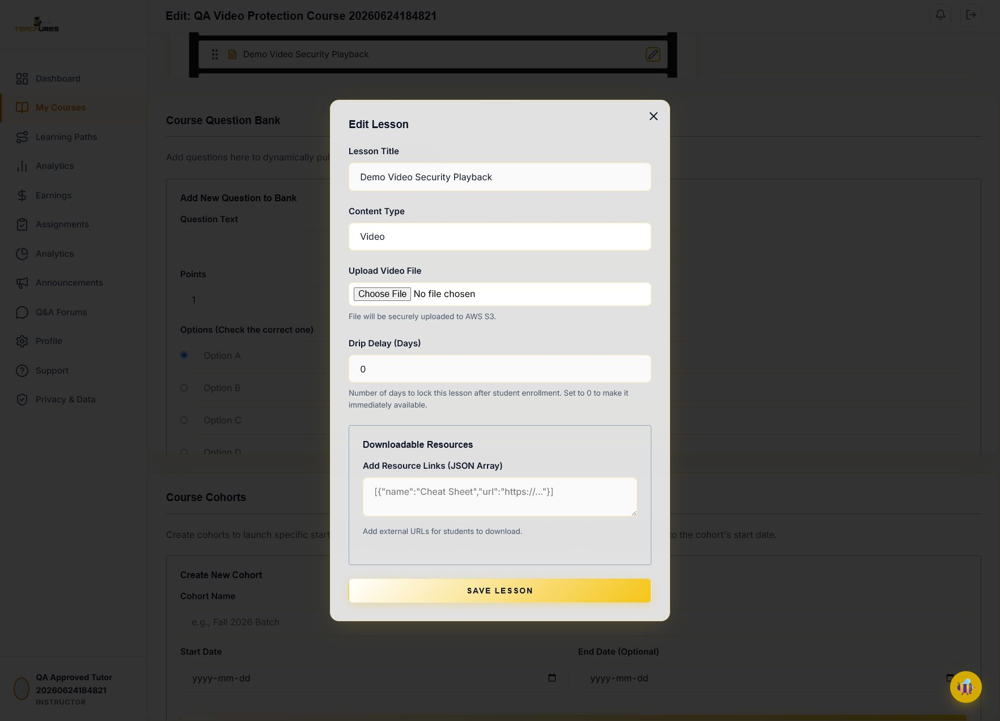 TEACHURES
Edit: QA Video Protection Course 20260624184821
Dashboard
My Courses
Learning Paths
Analytics
Earnings
Assignments
Analytics
Announcements
Q&A Forums
Profile
Support
Privacy & Data
QA Approved Tutor
20260624184821
INSTRUCTOR
Demo Video Security Playback
Course Question Bank
Add questions here to dynamically pul
Add New Question to Bank
Question Text
Points
1
Options (Check the correct one)
Option A
Option B
Option C
Option D
Edit Lesson
Lesson Title
Demo Video Security Playback
Content Type
Video
Upload Video File
Choose File No file chosen
File will be securely uploaded to AWS S3.
Drip Delay (Days)
0
Number of days to lock this lesson after student enrollment. Set to 0 to make it
immediately available.
Downloadable Resources
Add Resource Links (JSON Array)
[{"name":"Cheat Sheet","url":"https://..."}]
Add external URLs for students to download.
SAVE LESSON
Course Cohorts
Create cohorts to launch specific start to the cohort's start date.
Create New Cohort
Cohort Name
e.g., Fall 2026 Batch
Start Date
yyyy-mm-dd
End Date (Optional)
yyyy-mm-dd